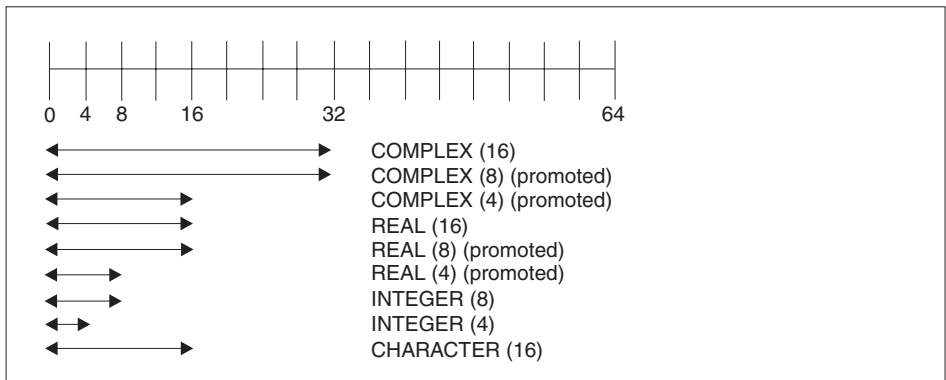 0 4 8 16 32 64
COMPLEX (16)
COMPLEX (8) (promoted)
COMPLEX (4) (promoted)
REAL (16)
REAL (8) (promoted)
REAL (4) (promoted)
INTEGER (8)
INTEGER (4)
CHARACTER (16)